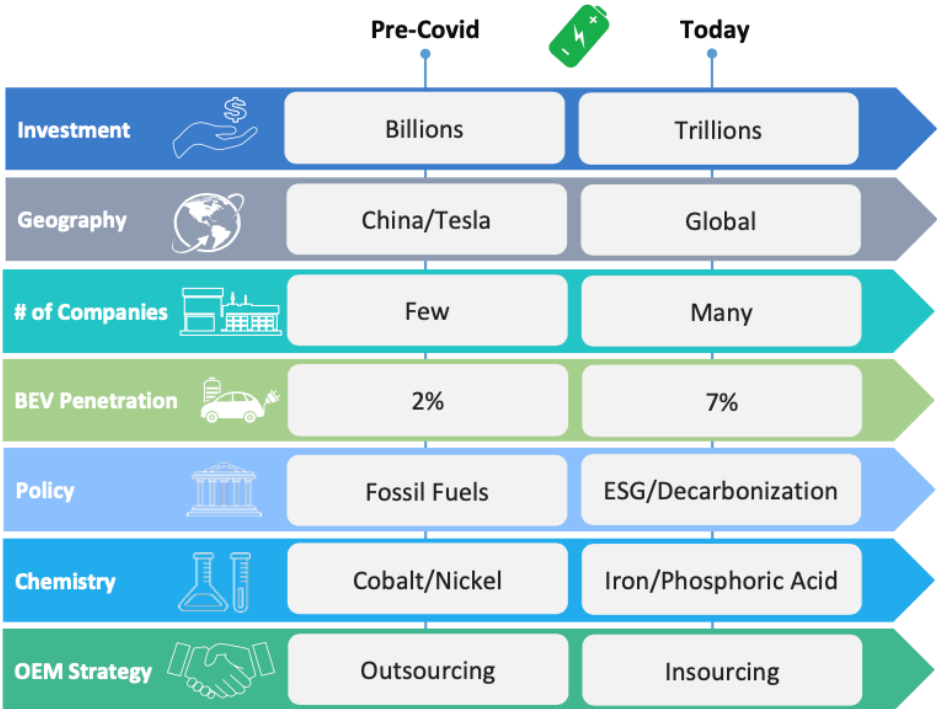 Pre-Covid Today
Investment $ Billions Trillions
Geography China/Tesla Global
# of Companies Few Many
BEV Penetration 2% 7%
Policy Fossil Fuels ESG/Decarbonization
Chemistry Cobalt/Nickel Iron/Phosphoric Acid
OEM Strategy Outsourcing Insourcing